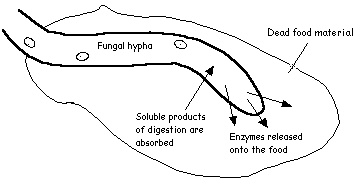 Dead food material
Fungal hypha
Soluble products
of digestion are
absorbed
Enzymes released
onto the food